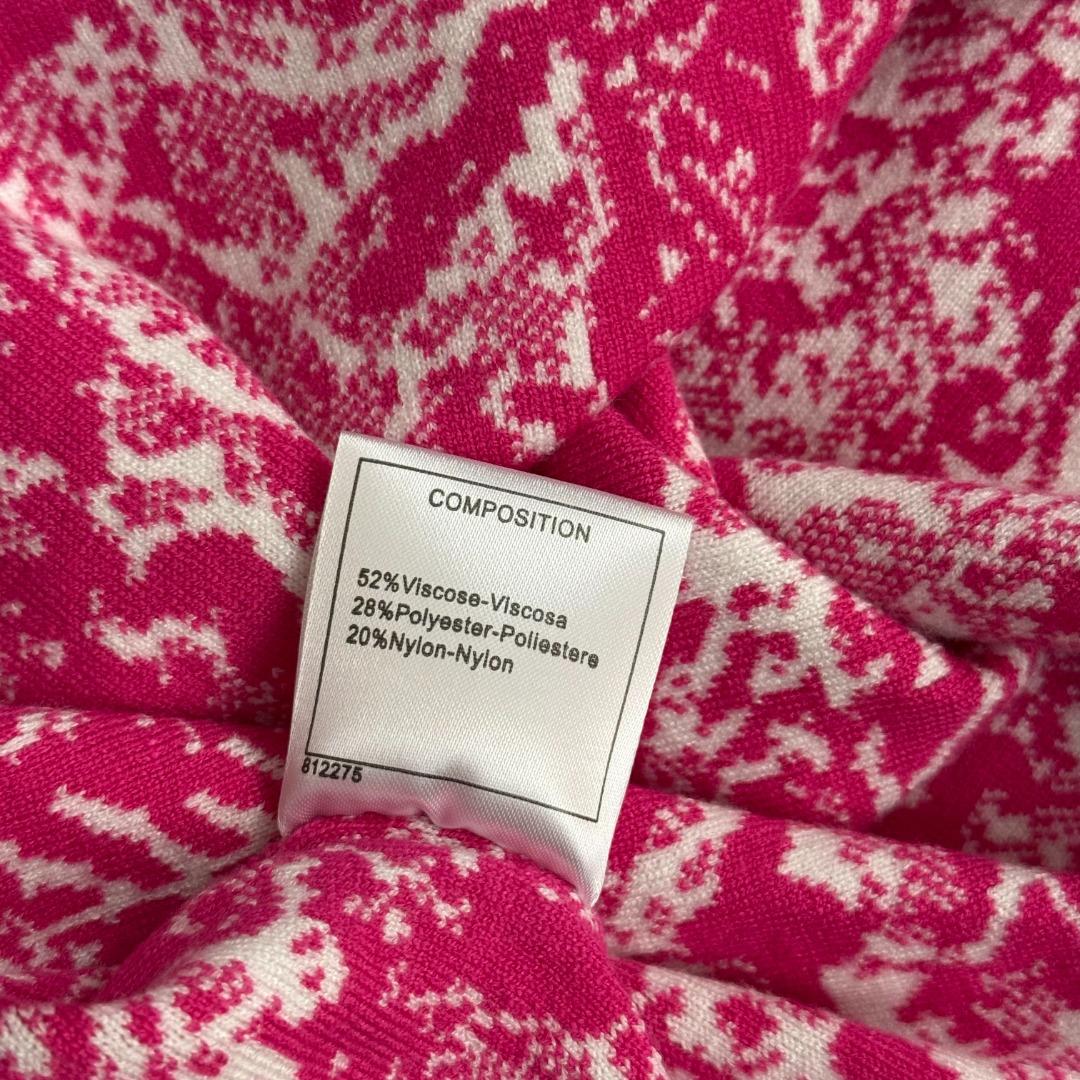 COMPOSITION
52%Viscose-Viscosa
28%Polyester-Poliestere
20%Nylon-Nylon
812275